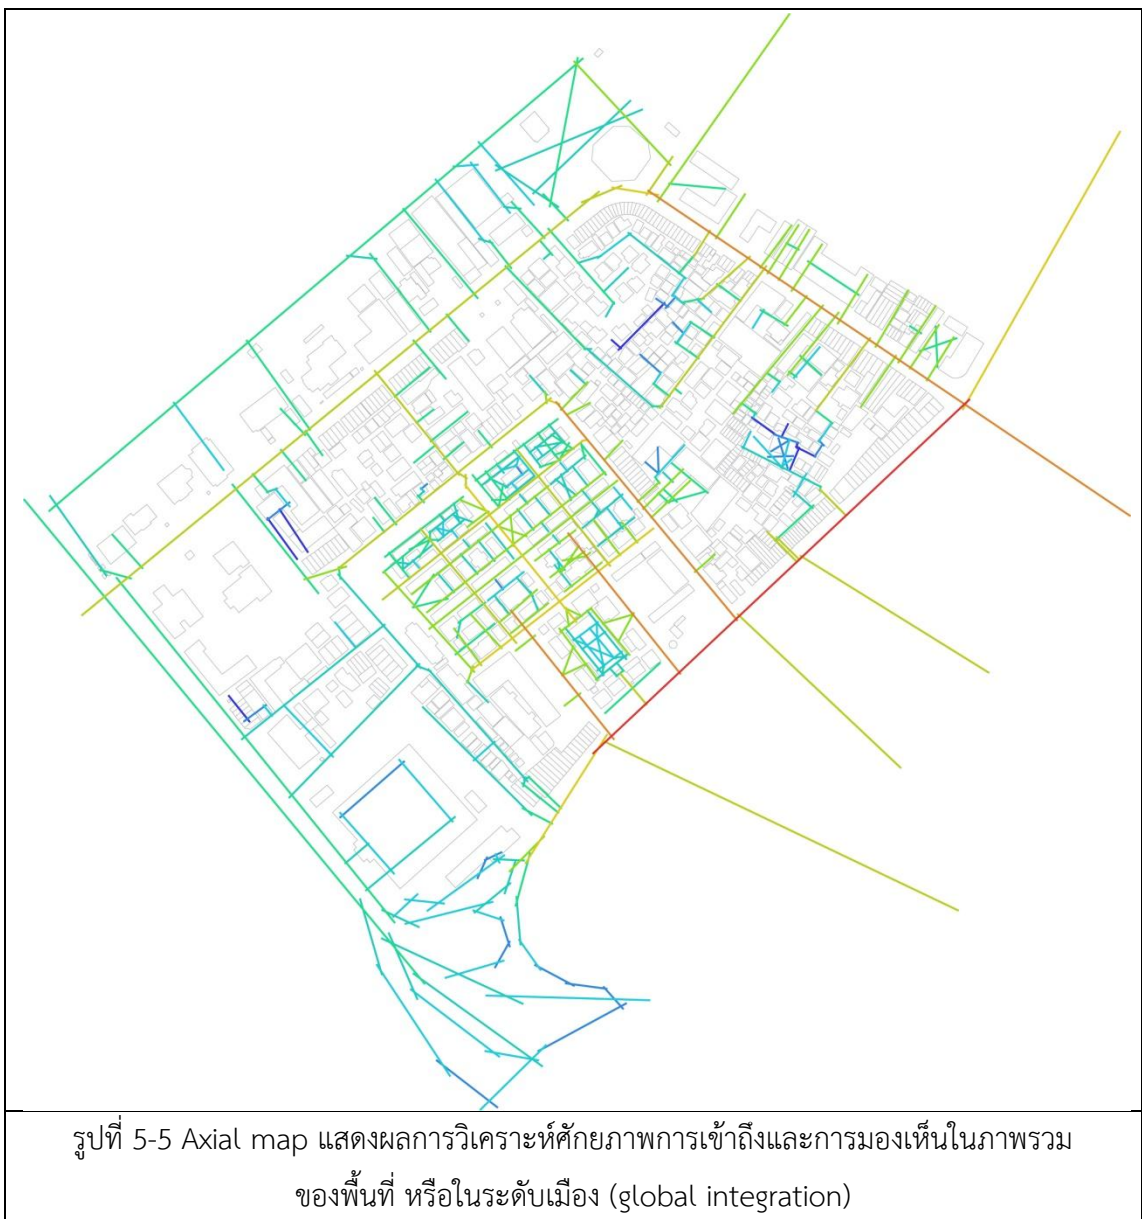 รูปที่ 5-5 Axial map แสดงผลการวิเคราะห์ศักยภาพการเข้าถึงและการมองเห็นในภาพรวม
ของพื้นที่ หรือในระดับเมือง (global integration)